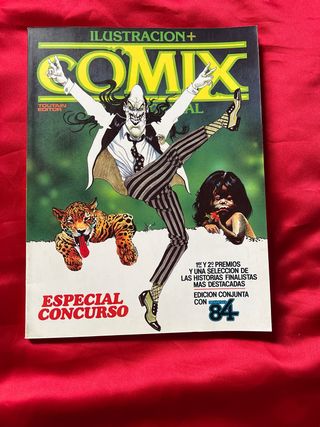 ILUSTRACION+
COMIX
TOUTAIN
EDITOR
1er Y 2º PREMIOS
Y UNA SELECCION DE
LAS HISTORIAS FINALISTAS
MAS DESTACADAS
ESPECIAL
CONCURSO
EDICION CONJUNTA
CON 84